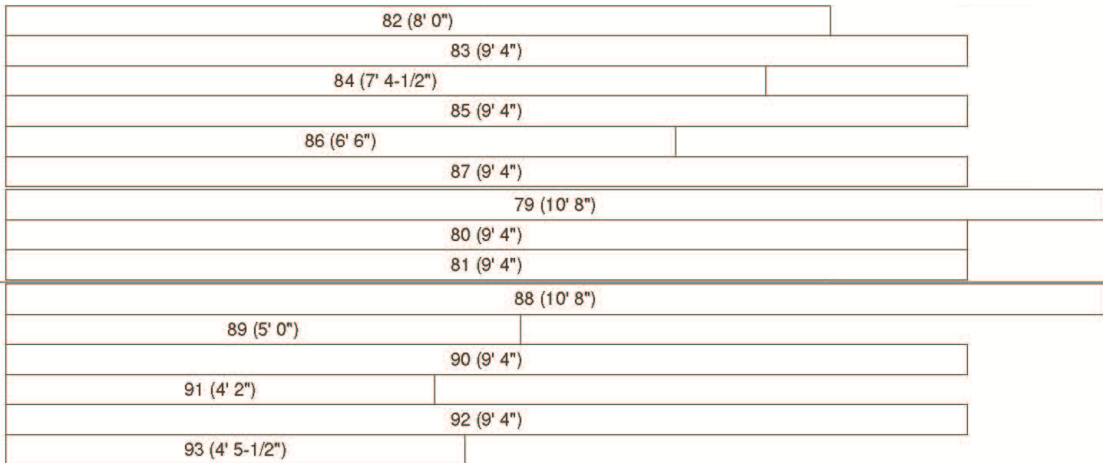 82 (8' 0")
83 (9' 4")
84 (7' 4-1/2")
85 (9' 4")
86 (6' 6")
87 (9' 4")
79 (10' 8")
80 (9' 4")
81 (9' 4")
88 (10' 8")
89 (5' 0")
90 (9' 4")
91 (4' 2")
92 (9' 4")
93 (4' 5-1/2")